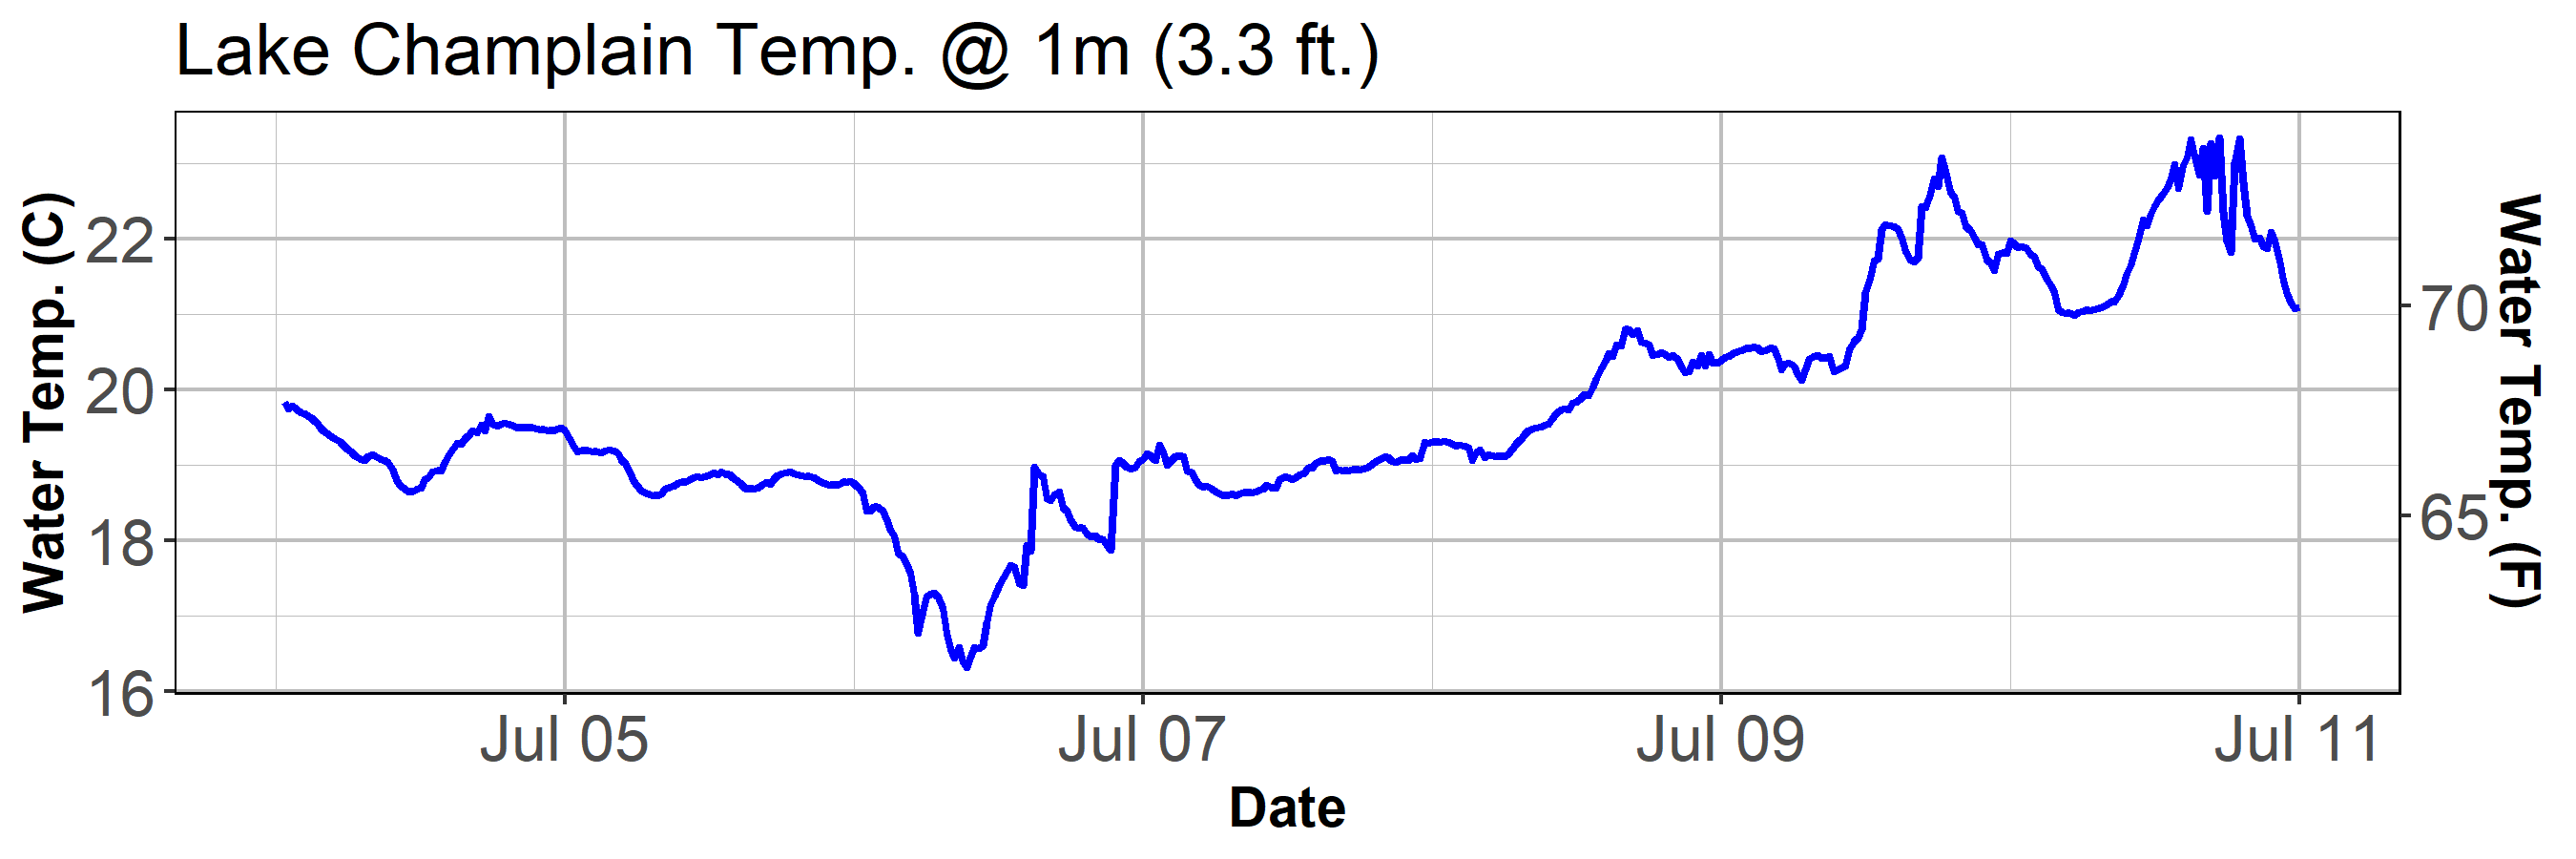 Lake Champlain Temp. @ 1m (3.3 ft.)
Water Temp. (C)
22
20
18
16
70
65
Water Temp. (F)
Jul 05
Jul 07
Jul 09
Jul 11
Date